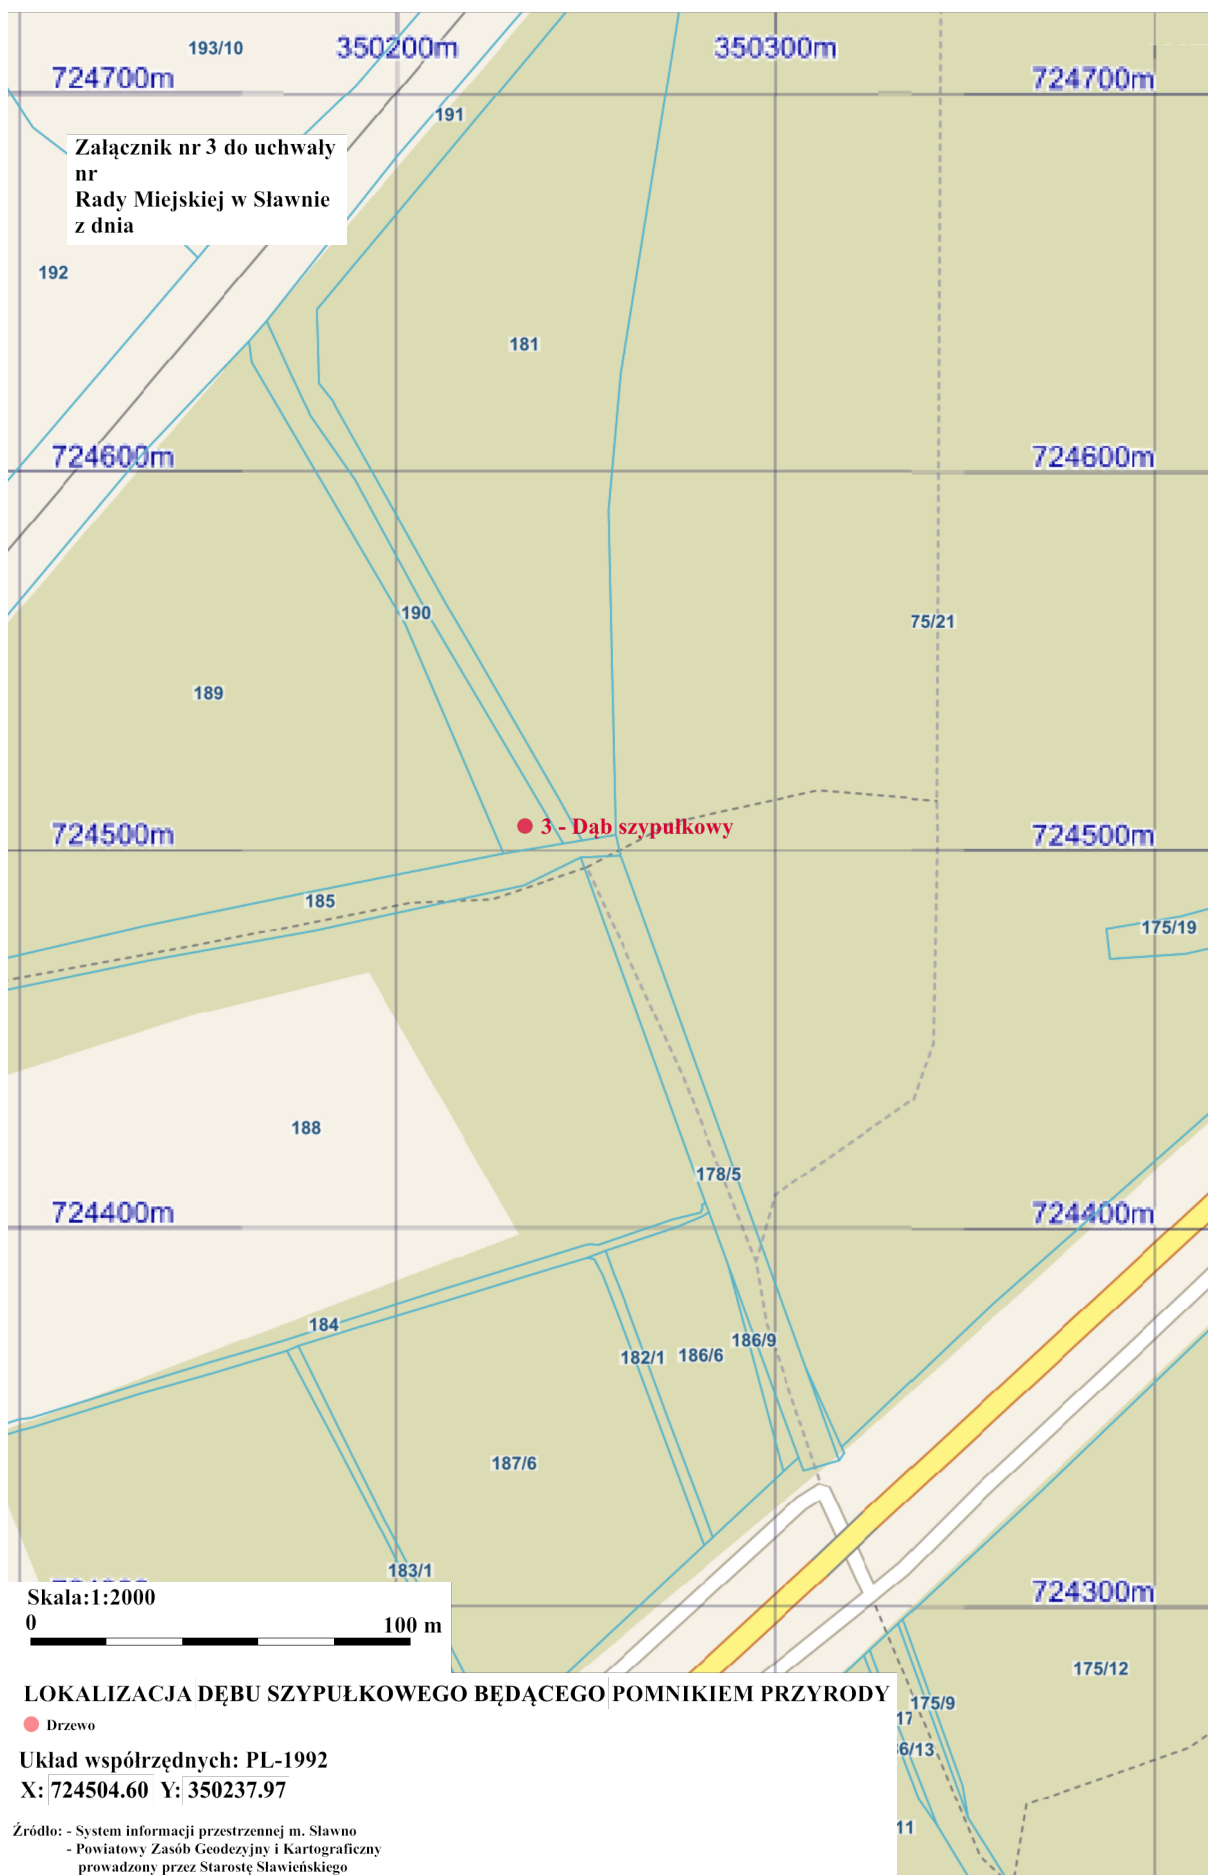 193/10
350200m
350300m
724700m
724700m
191
Załącznik nr 3 do uchwały
nr
Rady Miejskiej w Sławnie
z dnia
192
181
724600m
724600m
190
75/21
189
3 - Dąb szypułkowy
724500m
724500m
185
175/19
188
178/5
724400m
724400m
184
186/9
182/1
186/6
187/6
183/1
724300m
Skala:1:2000
0 100 m
175/12
LOKALIZACJA DĘBU SZYPUŁKOWEGO BĘDĄCEGO POMNIKIEM PRZYRODY
175/9
17
Drzewo
6/13
Układ współrzędnych: PL-1992
X: 724504.60 Y: 350237.97
11
Źródło: - System informacji przestrzennej m. Sławno
- Powiatowy Zasób Geodezyjny i Kartograficzny
prowadzony przez Starostę Sławieńskiego